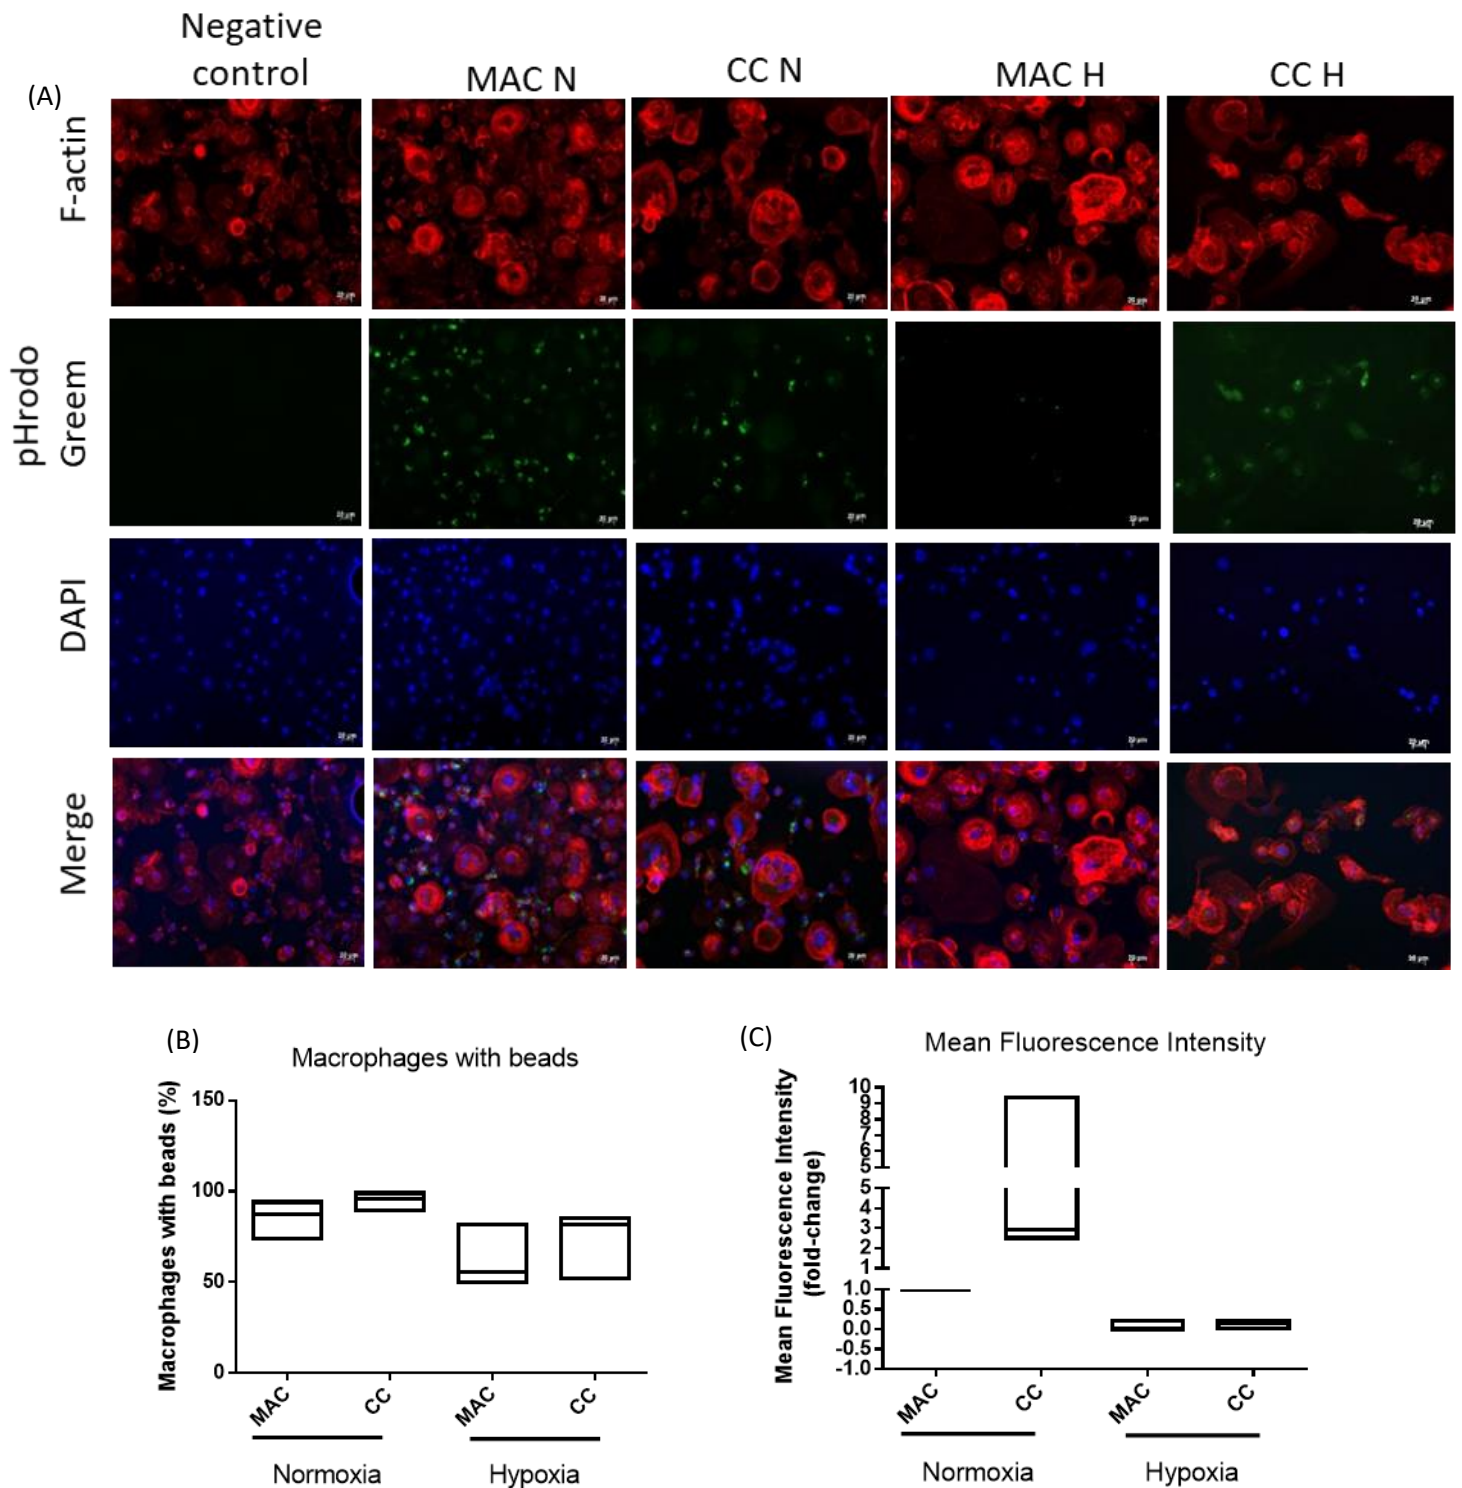 Negative
control
MAC N
CC N
MAC H
CC H
(A)
F-actin
pHrodo
Greem
DAPI
Merge
(B)
Macrophages with beads
Macrophages with beads (%)
150
100
50
0
MAC
CC
MAC
CC
Normoxia
Hypoxia
(C)
Mean Fluorescence Intensity
Mean Fluorescence Intensity
(fold-change)
10
9
8
7
6
5
5
4
3
2
1
1.0
0.5
0.0
-0.5
-1.0
MAC
CC
MAC
CC
Normoxia
Hypoxia